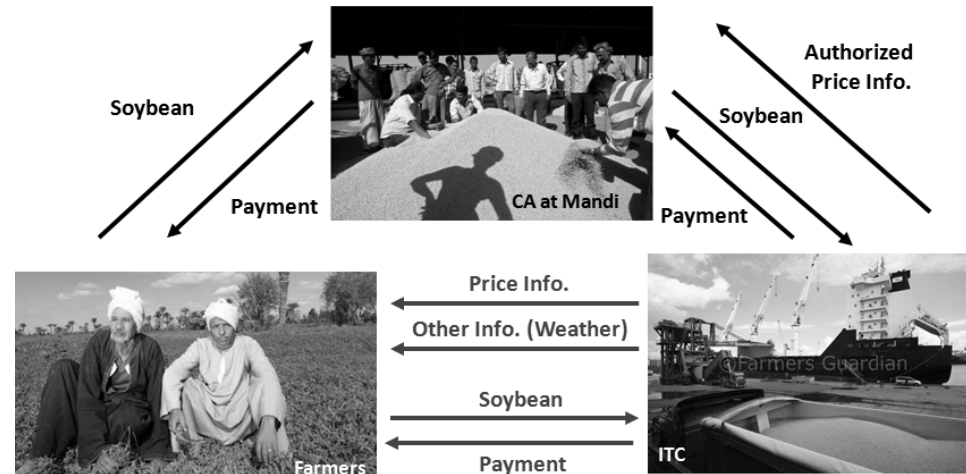 Authorized
Price Info.
Soybean
Soybean
Payment
CA at Mandi
Payment
Price Info.
Other Info. (Weather)
©Farmers Guardian
Soybean
Farmers
Payment
ITC